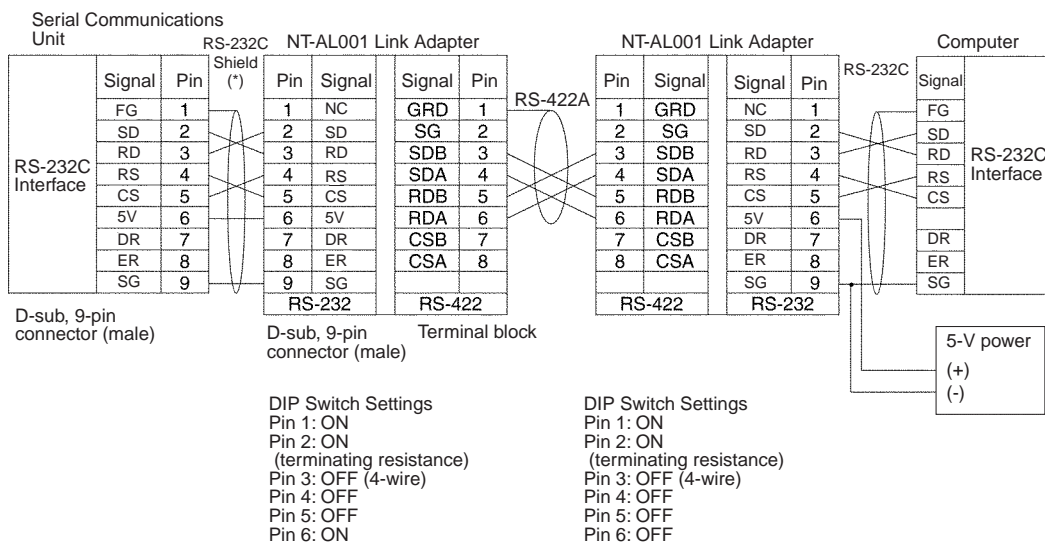 Serial Communications
Unit
RS-232C
Shield
(*)
NT-AL001 Link Adapter
NT-AL001 Link Adapter
Computer
RS-232C
RS-422A
Signal Pin
FG 1
SD 2
RD 3
RS 4
CS 5
5V 6
DR 7
ER 8
SG 9
RS-232C
Interface
Pin Signal
1 NC
2 SD
3 RD
4 RS
5 CS
6 5V
7 DR
8 ER
9 SG
RS-232
Signal Pin
GRD 1
SG 2
SDB 3
SDA 4
RDB 5
RDA 6
CSB 7
CSA 8
RS-422
Pin Signal
1 GRD
2 SG
3 SDB
4 SDA
5 RDB
6 RDA
7 CSB
8 CSA
RS-422
Signal Pin
NC 1
SD 2
RD 3
RS 4
CS 5
5V 6
DR 7
ER 8
SG 9
RS-232
Signal
FG
SD
RD
RS
CS
DR
ER
SG
RS-232C
Interface
D-sub, 9-pin
connector (male)
D-sub, 9-pin
connector (male)
Terminal block
5-V power
(+)
(-)
DIP Switch Settings
Pin 1: ON
Pin 2: ON
(terminating resistance)
Pin 3: OFF (4-wire)
Pin 4: OFF
Pin 5: OFF
Pin 6: ON
DIP Switch Settings
Pin 1: ON
Pin 2: ON
(terminating resistance)
Pin 3: OFF (4-wire)
Pin 4: OFF
Pin 5: OFF
Pin 6: OFF